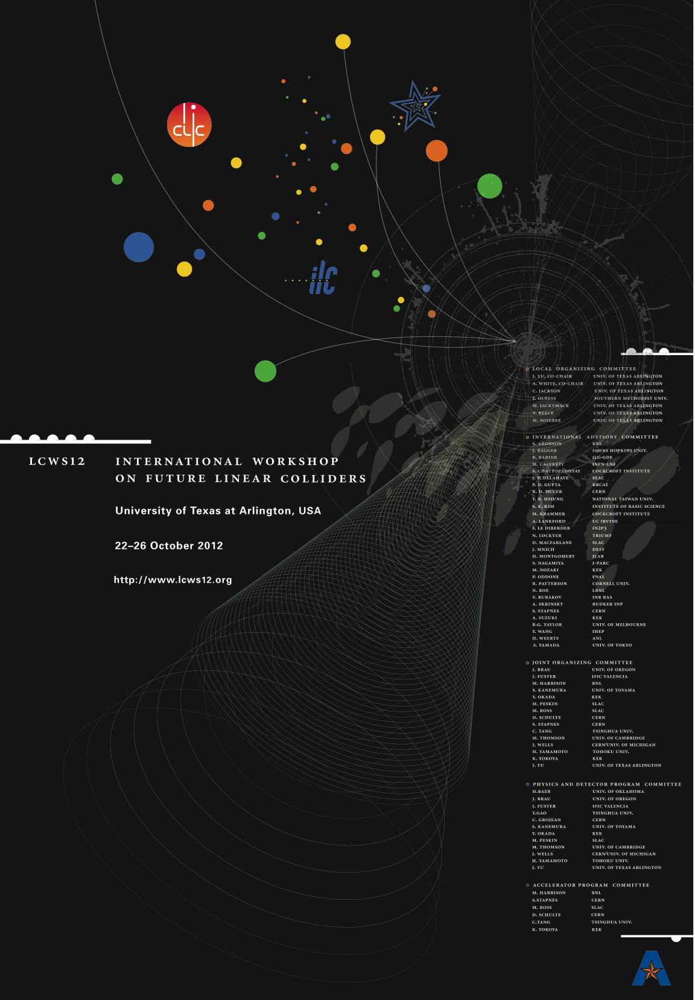 clic
ilc
LCWS12 INTERNATIONAL WORKSHOP
ON FUTURE LINEAR COLLIDERS
University of Texas at Arlington, USA
22–26 October 2012
http://www.lcws12.org
LOCAL ORGANIZING COMMITTEE
J. YU, CO-CHAIR UNIV. OF TEXAS ARLINGTON
A. WHITE, CO-CHAIR UNIV. OF TEXAS ARLINGTON
C. JACKSON UNIV. OF TEXAS ARLINGTON
F. OLNESS SOUTHERN METHODIST UNIV.
M. JACKYMACK UNIV. OF TEXAS ARLINGTON
V. REECE UNIV. OF TEXAS ARLINGTON
M. SOSEBEE UNIV. OF TEXAS ARLINGTON
INTERNATIONAL ADVISORY COMMITTEE
S. ARONSON BNL
J. BAGGER JOHNS HOPKINS UNIV.
B. BARISH ILC-GDE
M. CALVETTI INFN-LNF
S. CHATTOPADHYAY COCKCROFT INSTITUTE
J. P. DELAHAYE SLAC
P. D. GUPTA RRCAT
R. D. HEUER CERN
Y. B. HSIUNG NATIONAL TAIWAN UNIV.
S. K. KIM INSTITUTE OF BASIC SCIENCE
M. KRAMMER COCKCROFT INSTITUTE
A. LANKFORD UC IRVINE
F. LE DIBERDER IN2P3
N. LOCKYER TRIUMF
D. MACFARLANE SLAC
J. MNICH DESY
H. MONTGOMERY JLAB
S. NAGAMIYA J-PARC
M. NOZAKI KEK
P. ODDONE FNAL
R. PATTERSON CORNELL UNIV.
N. ROE LBNL
V. RUBAKOV INR RAS
A. SKRINSKY BUDKER INP
S. STAPNES CERN
A. SUZUKI KEK
B.G. TAYLOR UNIV. OF MELBOURNE
Y. WANG IHEP
H. WEERTS ANL
S. YAMADA UNIV. OF TOKYO
JOINT ORGANIZING COMMITTEE
J. BRAU UNIV. OF OREGON
J. FUSTER IFIC VALENCIA
M. HARRISON BNL
S. KANEMURA UNIV. OF TOYAMA
Y. OKADA KEK
M. PESKIN SLAC
M. ROSS SLAC
D. SCHULTE CERN
S. STAPNES CERN
C. TANG TSINGHUA UNIV.
M. THOMSON UNIV. OF CAMBRIDGE
J. WELLS CERN/UNIV. OF MICHIGAN
H. YAMAMOTO TOHOKU UNIV.
K. YOKOYA KEK
J. YU UNIV. OF TEXAS ARLINGTON
PHYSICS AND DETECTOR PROGRAM COMMITTEE
H.BAER UNIV. OF OKLAHOMA
J. BRAU UNIV. OF OREGON
J. FUSTER IFIC VALENCIA
Y.GAO TSINGHUA UNIV.
C. GROJEAN CERN
S. KANEMURA UNIV. OF TOYAMA
Y. OKADA KEK
M. PESKIN SLAC
M. THOMSON UNIV. OF CAMBRIDGE
J. WELLS CERN/UNIV. OF MICHIGAN
H. YAMAMOTO TOHOKU UNIV.
J. YU UNIV. OF TEXAS ARLINGTON
ACCELERATOR PROGRAM COMMITTEE
M. HARRISON BNL
S.STAPNES CERN
M. ROSS SLAC
D. SCHULTE CERN
C.TANG TSINGHUA UNIV.
K. YOKOYA KEK
A